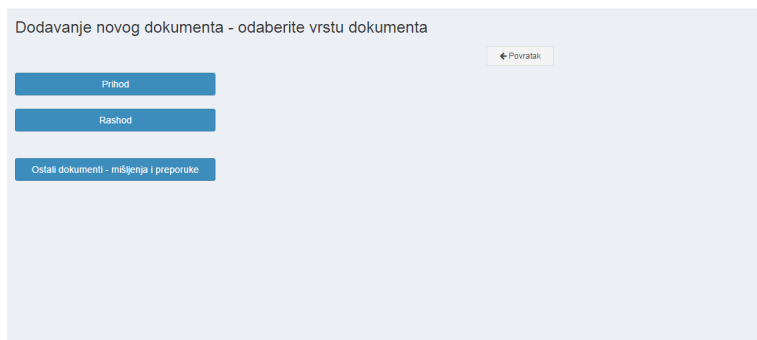 Dodavanje novog dokumenta - odaberite vrstu dokumenta
Povratak
Prihod
Rashod
Ostali dokumenti - mišljenja i preporuke